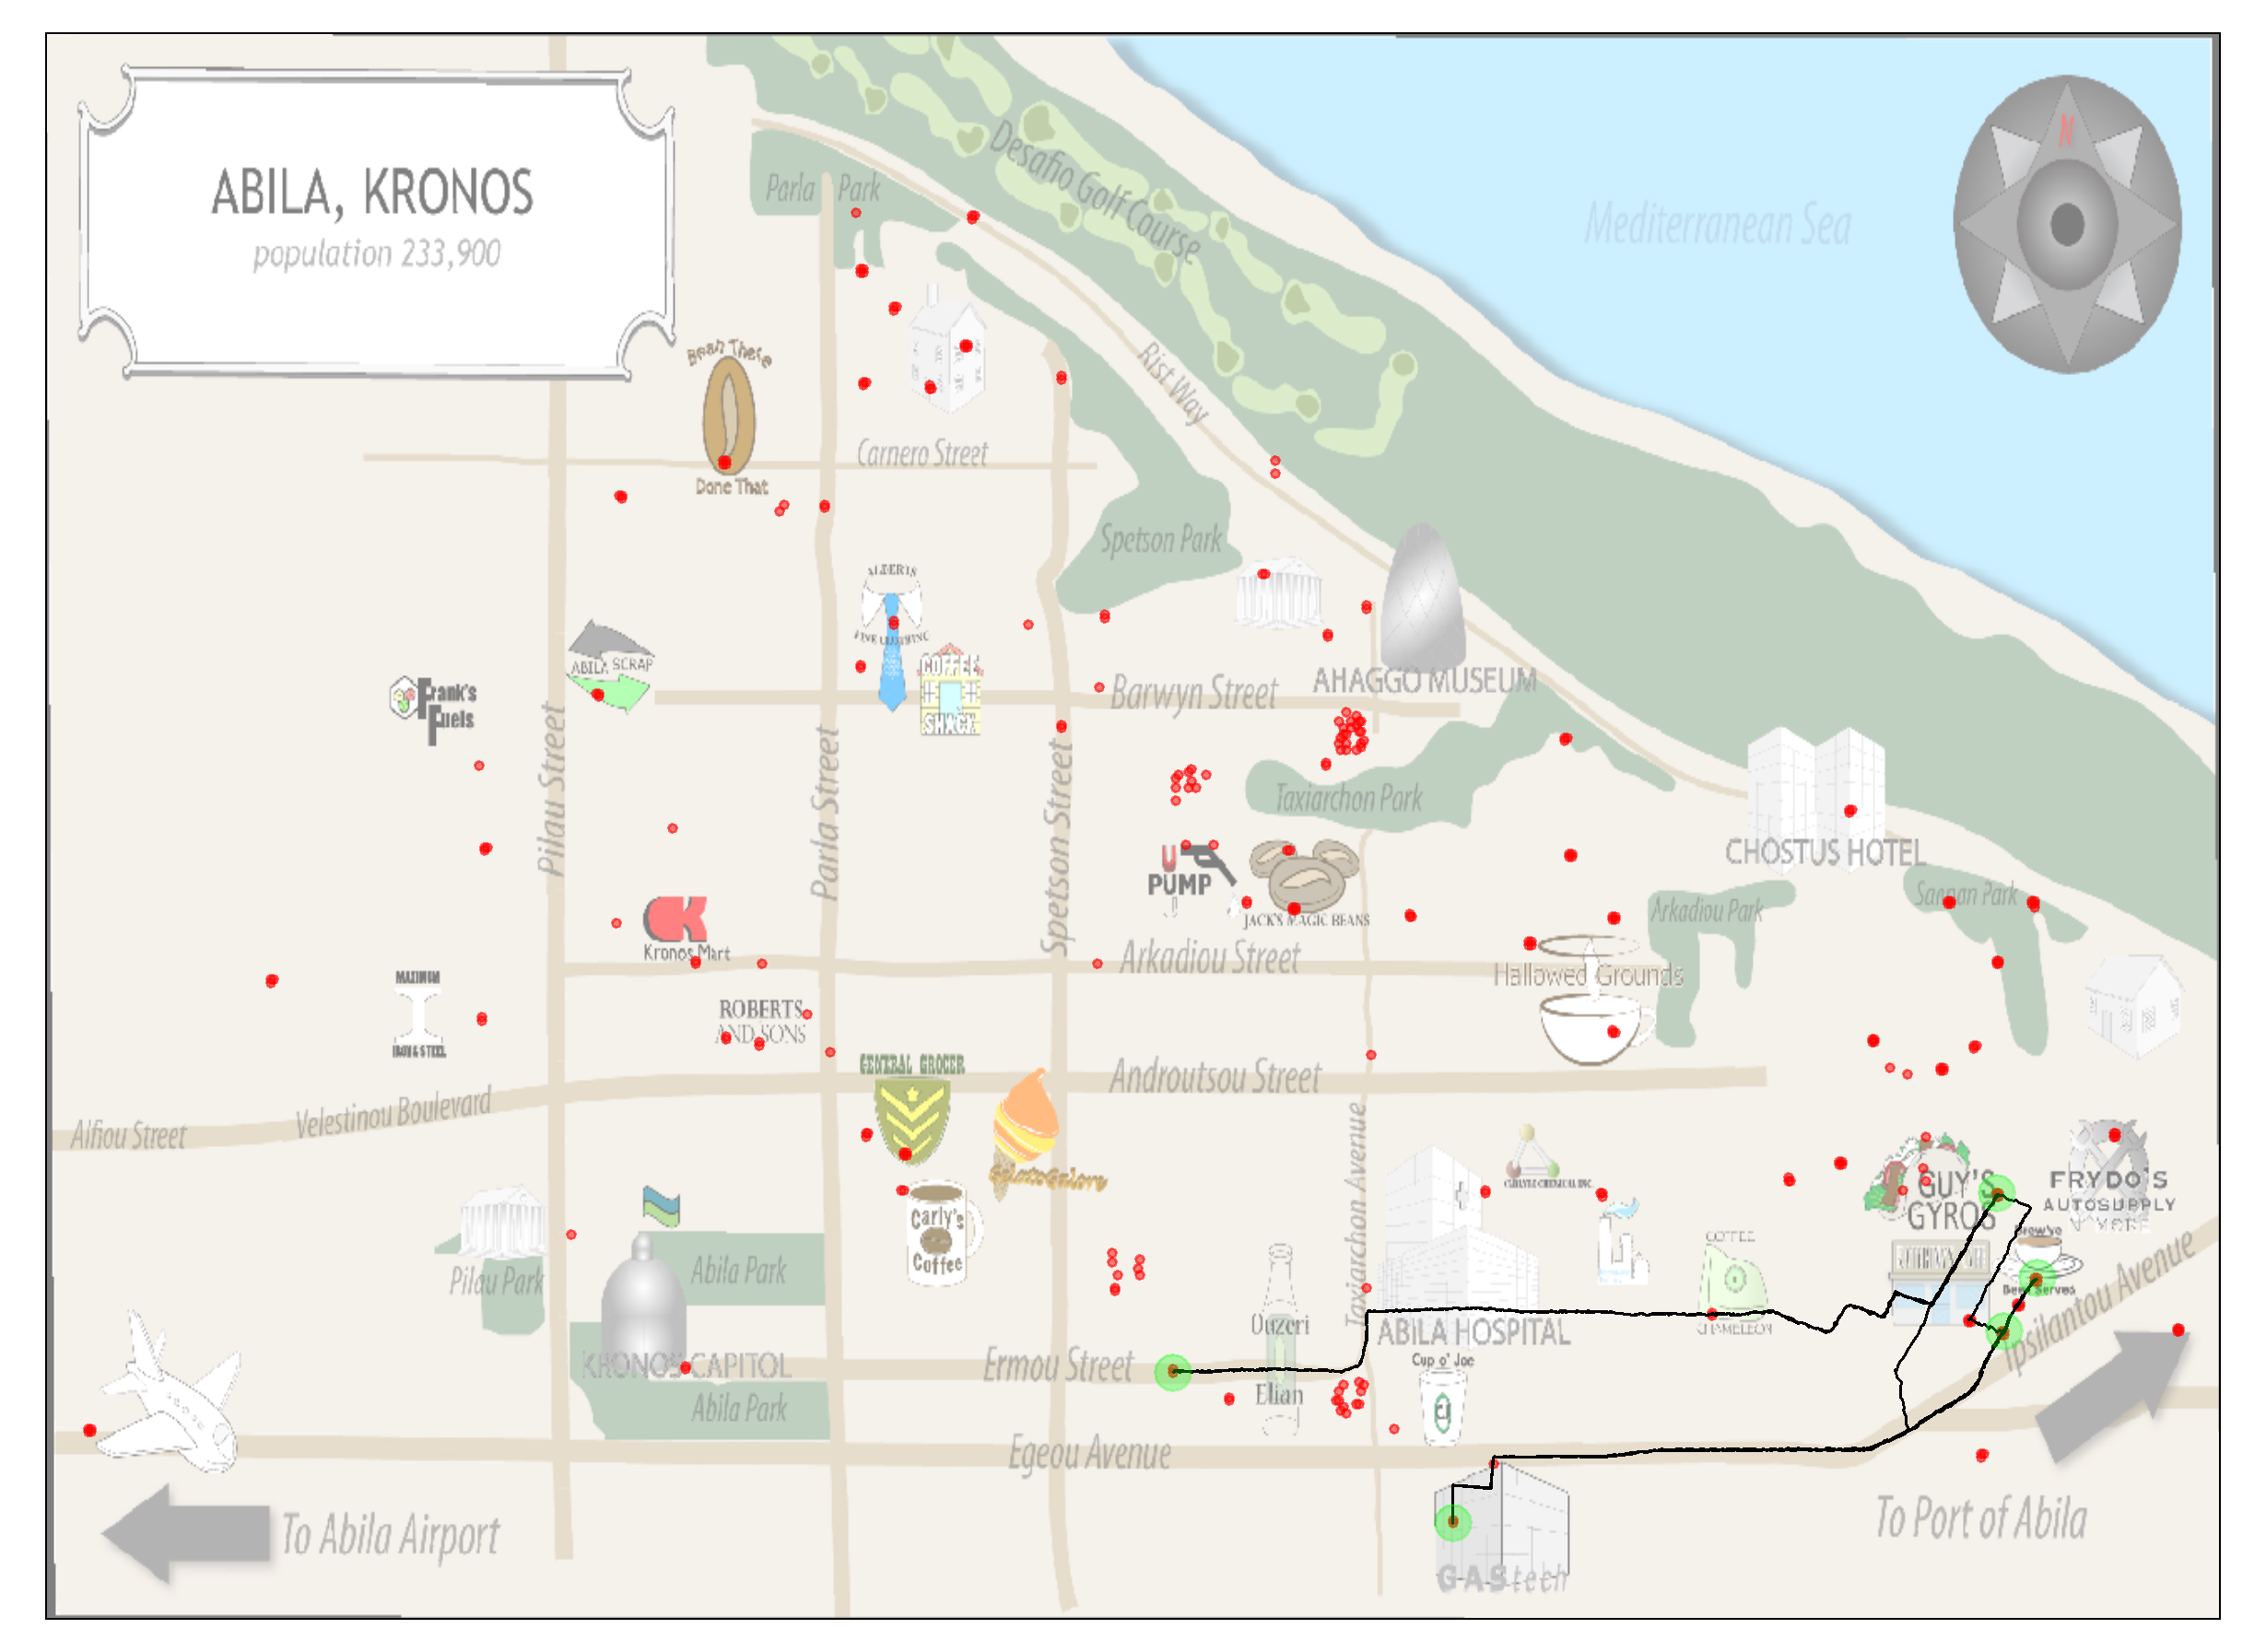 N
ABILA, KRONOS
population 233,900
Parla Park
Desafio Golf Course
Mediterranean Sea
Rist Way
Bean There
Done That
Carnero Street
Spetson Park
ALBERTS
FINE CLOTHING
ABILA SCRAP
COFFEE
SHACK
Frank's
Fuels
AHAGGO MUSEUM
Barwyn Street
Pilau Street
Parla Street
Spetson Street
Taxiarchon Park
CHOSTUS HOTEL
U
PUMP
JACK'S MAGIC BEANS
Arkadiou Park
Sannan Park
Kronos Mart
Arkadiou Street
Hallowed Grounds
MAXIMUM
IRON & STEEL
ROBERTS
AND SONS
GENERAL GROCER
Androutsou Street
Velestinou Boulevard
Alfiou Street
Taxiarchon Avenue
GelatoGalore
CARLYLE CHEMICAL INC.
GUY'S
GYROS
FRYDO'S
AUTOSUPPLY
N' MORE
Carly's
Coffee
Abila Park
Pilau Park
COFFEE
CHAMELEON
Brew've
Been Served
Ipsilantou Avenue
Ouzeri
Elian
ABILA HOSPITAL
KRONOS CAPITOL
Ermou Street
Cup o' Joe
CJ
Abila Park
Egeou Avenue
To Abila Airport
To Port of Abila
GAStech